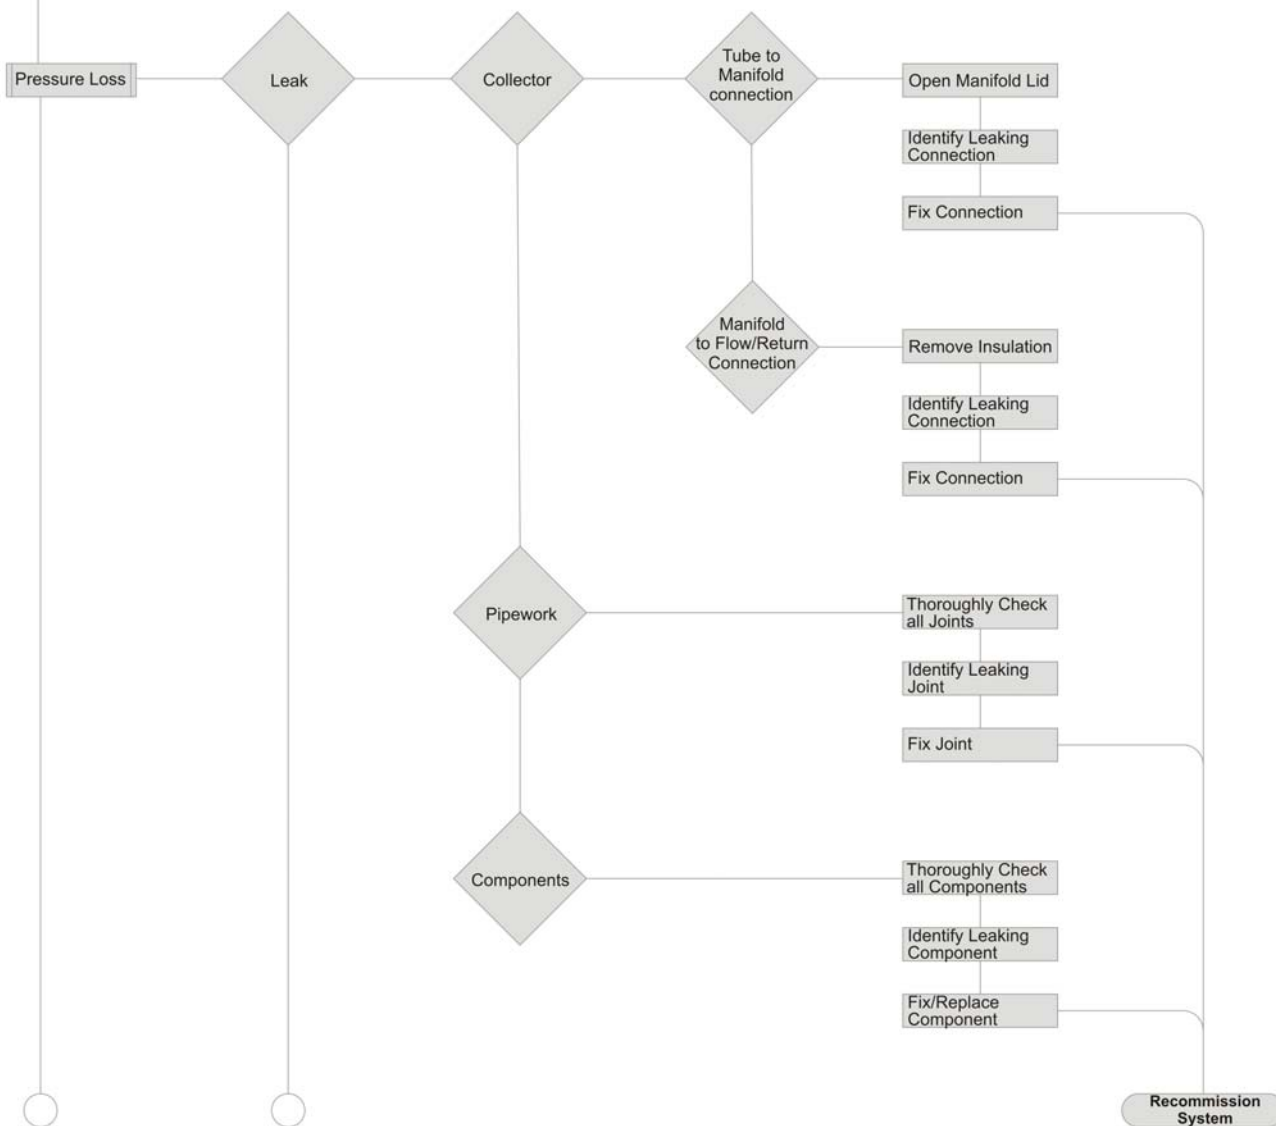 Pressure Loss
Leak
Collector
Tube to
Manifold
connection
Open Manifold Lid
Identify Leaking
Connection
Fix Connection
Manifold
to Flow/Return
Connection
Remove Insulation
Identify Leaking
Connection
Fix Connection
Pipework
Thoroughly Check
all Joints
Identify Leaking
Joint
Fix Joint
Components
Thoroughly Check
all Components
Identify Leaking
Component
Fix/Replace
Component
Recommission
System